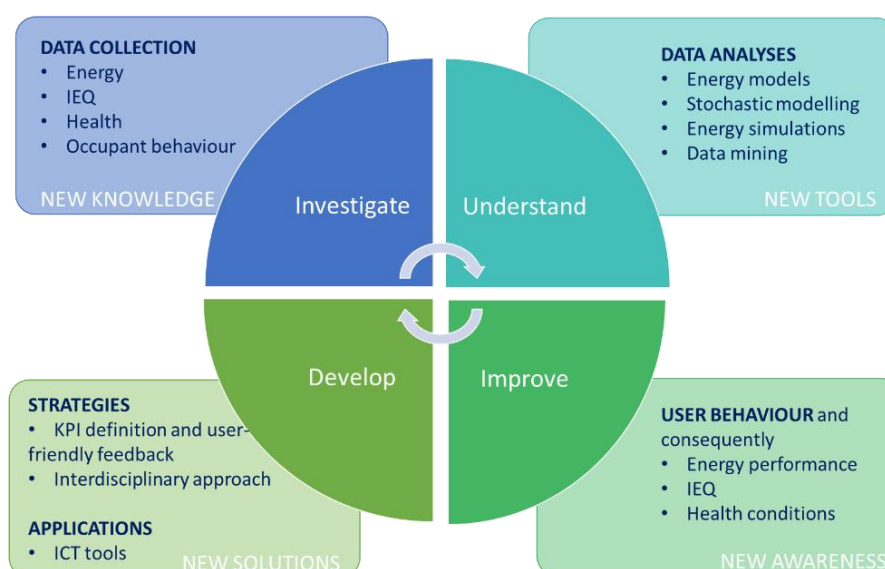 DATA COLLECTION
• Energy
• IEQ
• Health
• Occupant behaviour
NEW KNOWLEDGE
DATA ANALYSES
• Energy models
• Stochastic modelling
• Energy simulations
• Data mining
NEW TOOLS
Investigate
Understand
Develop
Improve
STRATEGIES
• KPI definition and user-
friendly feedback
• Interdisciplinary approach
APPLICATIONS
• ICT tools
NEW SOLUTIONS
USER BEHAVIOUR and
consequently
• Energy performance
• IEQ
• Health conditions
NEW AWARENESS